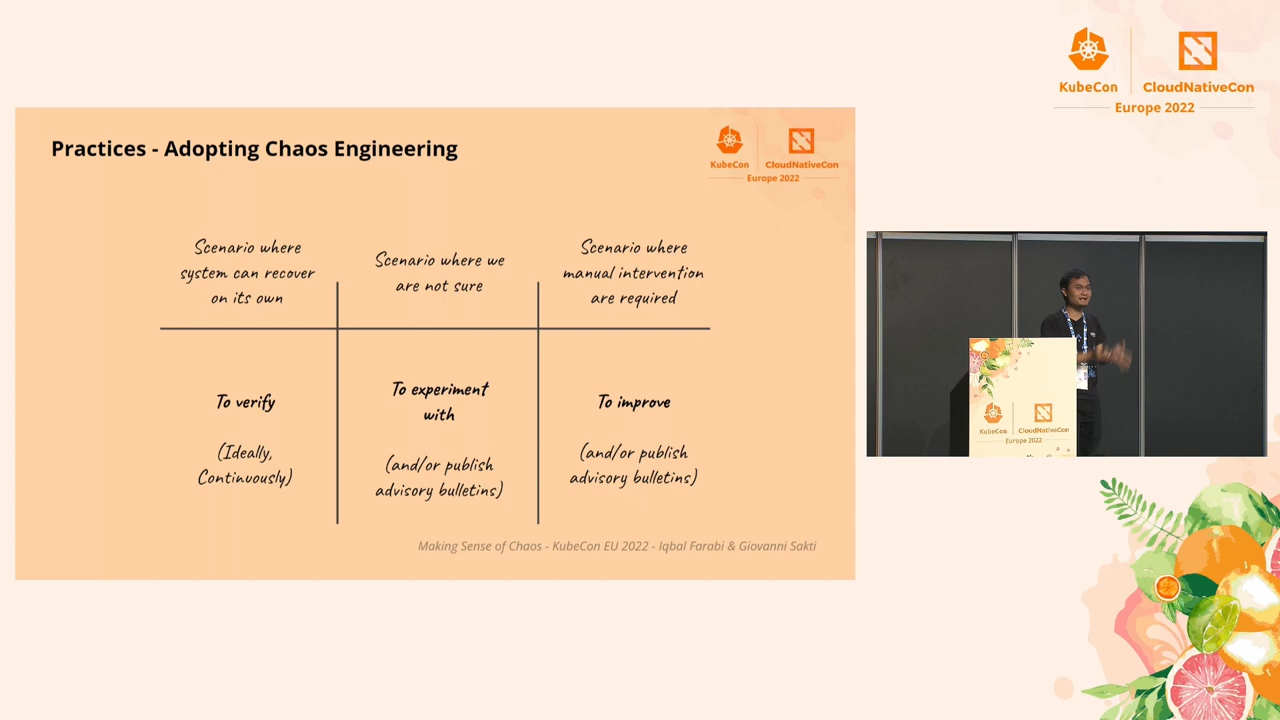 KubeCon
CloudNativeCon
Europe 2022
Practices - Adopting Chaos Engineering
KubeCon
CloudNativeCon
Europe 2022
Scenario where
system can recover
on its own
Scenario where we
are not sure
Scenario where
manual intervention
are required
To verify
(Ideally,
Continuously)
To experiment
with
(and/or publish
advisory bulletins)
To improve
(and/or publish
advisory bulletins)
Making Sense of Chaos - KubeCon EU 2022 - Iqbal Farabi & Giovanni Sakti
KubeCon
CloudNativeCon
Europe 2022